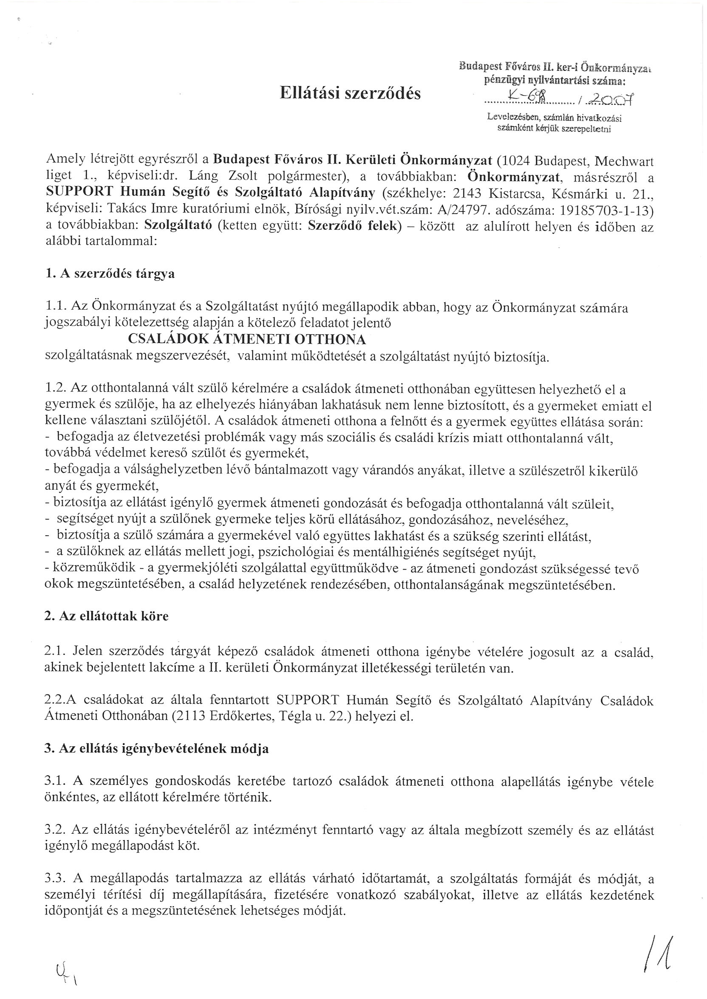 Budapest Főváros II. ker-i Önkormányzat
pénzügyi nyilvántartási száma:
Ellátási szerződés
K-698 / 2007
Levelezésben, számlán hivatkozási
számként kérjük szerepeltetni
Amely létrejött egyrészről a Budapest Főváros II. Kerületi Önkormányzat (1024 Budapest, Mechwart
liget 1., képviseli:dr. Láng Zsolt polgármester), a továbbiakban: Önkormányzat, másrészről a
SUPPORT Humán Segítő és Szolgáltató Alapítvány (székhelye: 2143 Kistarcsa, Késmárki u. 21.,
képviseli: Takács Imre kuratóriumi elnök, Bírósági nyilv.vét.szám: A/24797. adószáma: 19185703-1-13)
a továbbiakban: Szolgáltató (ketten együtt: Szerződő felek) – között az alulírott helyen és időben az
alábbi tartalommal:
1. A szerződés tárgya
1.1. Az Önkormányzat és a Szolgáltatást nyújtó megállapodik abban, hogy az Önkormányzat számára
jogszabályi kötelezettség alapján a kötelező feladatot jelentő
CSALÁDOK ÁTMENETI OTTHONA
szolgáltatásnak megszervezését, valamint működtetését a szolgáltatást nyújtó biztosítja.
1.2. Az otthontalanná vált szülő kérelmére a családok átmeneti otthonában együttesen helyezhető el a
gyermek és szülője, ha az elhelyezés hiányában lakhatásuk nem lenne biztosított, és a gyermeket emiatt el
kellene választani szülőjétől. A családok átmeneti otthona a felnőtt és a gyermek együttes ellátása során:
- befogadja az életvezetési problémák vagy más szociális és családi krízis miatt otthontalanná vált,
továbbá védelmet kereső szülőt és gyermekét,
- befogadja a válsághelyzetben lévő bántalmazott vagy várandós anyákat, illetve a szülészetről kikerülő
anyát és gyermekét,
- biztosítja az ellátást igénylő gyermek átmeneti gondozását és befogadja otthontalanná vált szüleit,
- segítséget nyújt a szülőnek gyermeke teljes körű ellátásához, gondozásához, neveléséhez,
- biztosítja a szülő számára a gyermekével való együttes lakhatást és a szükség szerinti ellátást,
- a szülőknek az ellátás mellett jogi, pszichológiai és mentálhigiénés segítséget nyújt,
- közreműködik - a gyermekjóléti szolgálattal együttműködve - az átmeneti gondozást szükségessé tevő
okok megszüntetésében, a család helyzetének rendezésében, otthontalanságának megszüntetésében.
2. Az ellátottak köre
2.1. Jelen szerződés tárgyát képező családok átmeneti otthona igénybe vételére jogosult az a család,
akinek bejelentett lakcíme a II. kerületi Önkormányzat illetékességi területén van.
2.2.A családokat az általa fenntartott SUPPORT Humán Segítő és Szolgáltató Alapítvány Családok
Átmeneti Otthonában (2113 Erdőkertes, Tégla u. 22.) helyezi el.
3. Az ellátás igénybevételének módja
3.1. A személyes gondoskodás keretébe tartozó családok átmeneti otthona alapellátás igénybe vétele
önkéntes, az ellátott kérelmére történik.
3.2. Az ellátás igénybevételéről az intézményt fenntartó vagy az általa megbízott személy és az ellátást
igénylő megállapodást köt.
3.3. A megállapodás tartalmazza az ellátás várható időtartamát, a szolgáltatás formáját és módját, a
személyi térítési díj megállapítására, fizetésére vonatkozó szabályokat, illetve az ellátás kezdetének
időpontját és a megszüntetésének lehetséges módját.